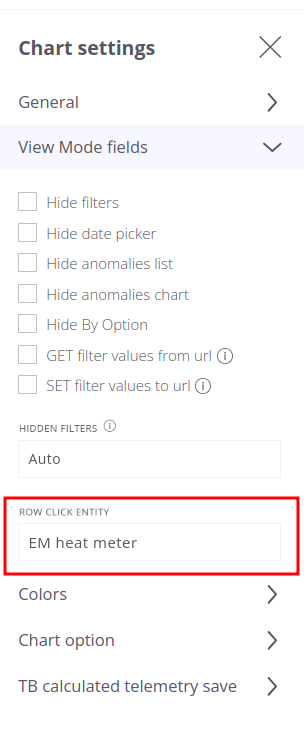 Chart settings
General
View Mode fields
Hide filters
Hide date picker
Hide anomalies list
Hide anomalies chart
Hide By Option
GET filter values from url
SET filter values to url
HIDDEN FILTERS
Auto
ROW CLICK ENTITY
EM heat meter
Colors
Chart option
TB calculated telemetry save